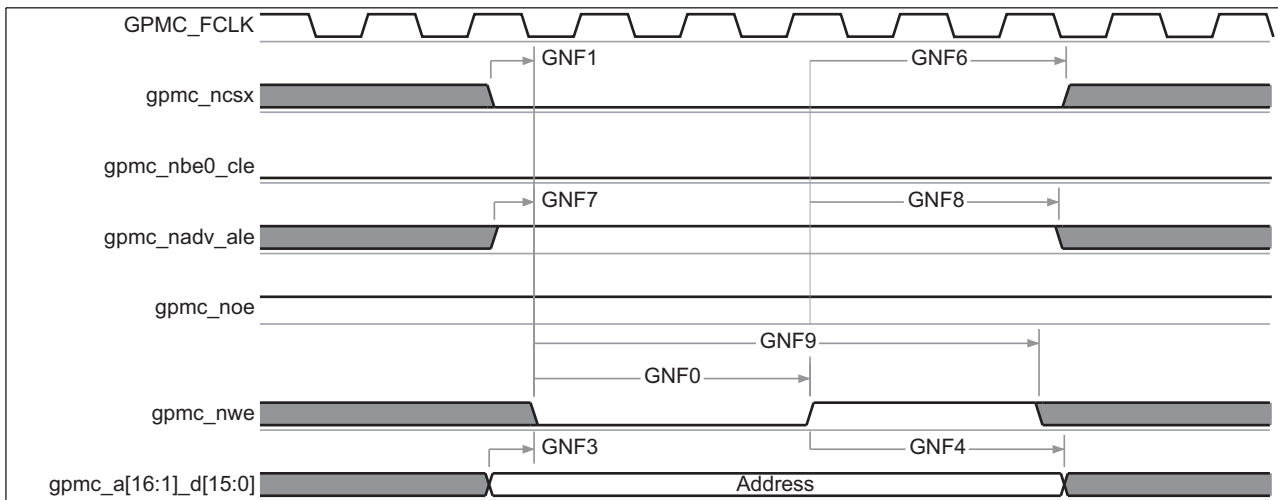 GPMC_FCLK
GNF1 GNF6
gpmc_ncsx
gpmc_nbe0_cle
GNF7 GNF8
gpmc_nadv_ale
gpmc_noe
GNF9
GNF0
gpmc_nwe
GNF3 GNF4
gpmc_a[16:1]_d[15:0] Address